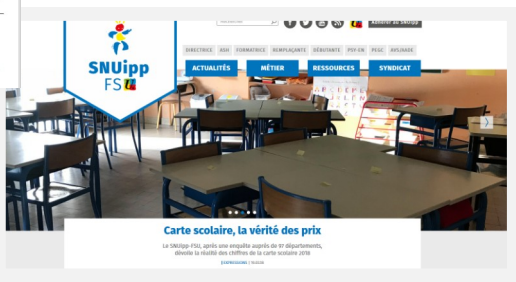 Adhérer au SNUipp
DIRECTRICE ASH FORMATRICE REMPLAÇANTE DÉBUTANTE PSY-EN PEGC AVS/AESH
SNUipp
FSU
ACTUALITÉS MÉTIER RESSOURCES SYNDICAT
Carte scolaire, la vérité des prix
Le SNUipp-FSU, après une enquête auprès de 97 départements,
dévoile la réalité des chiffres de la carte scolaire 2018.